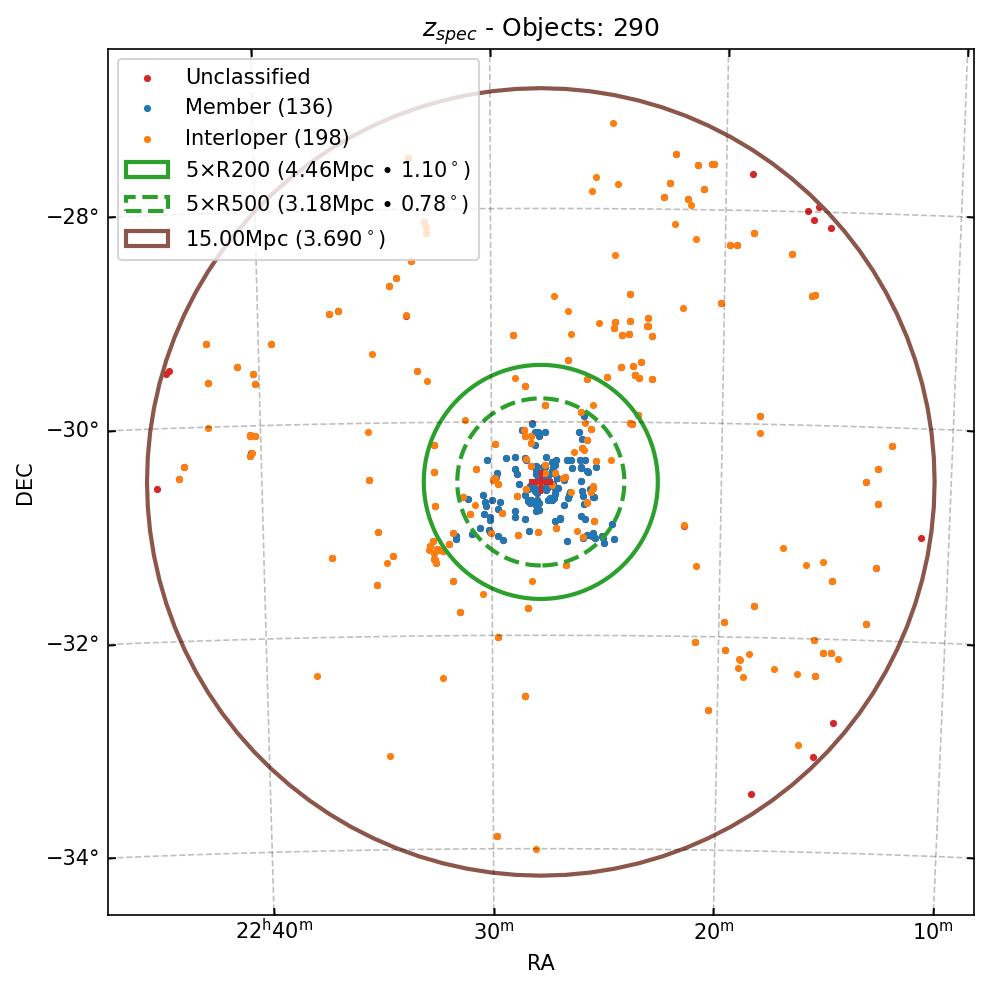 z_spec - Objects: 290
Unclassified
Member (136)
Interloper (198)
5×R200 (4.46Mpc • 1.10°)
5×R500 (3.18Mpc • 0.78°)
15.00Mpc (3.690°)
−28°
−30°
−32°
−34°
DEC
22ʰ40ᵐ 30ᵐ 20ᵐ 10ᵐ
RA